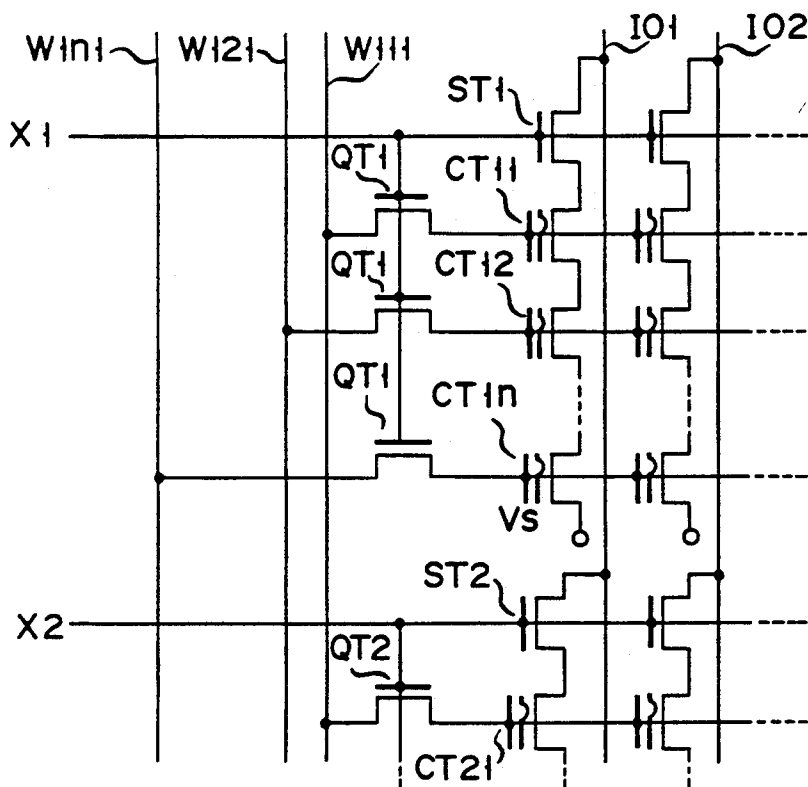 W1n1 W121 W111 IO1 IO2
ST1
X1
QT1 CT11
QT1 CT12
QT1 CT1n
Vs
ST2
X2
QT2
CT21